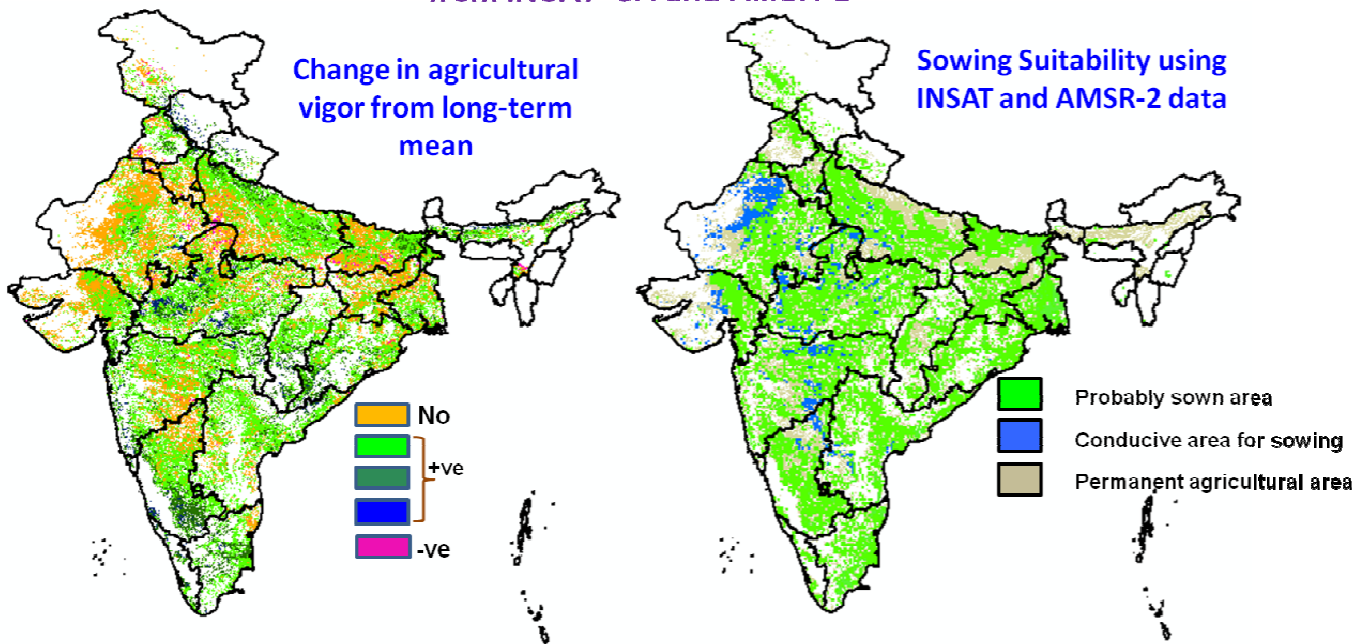 Change in agricultural
vigor from long-term
mean
Sowing Suitability using
INSAT and AMSR-2 data
No
+ve
-ve
Probably sown area
Conducive area for sowing
Permanent agricultural area